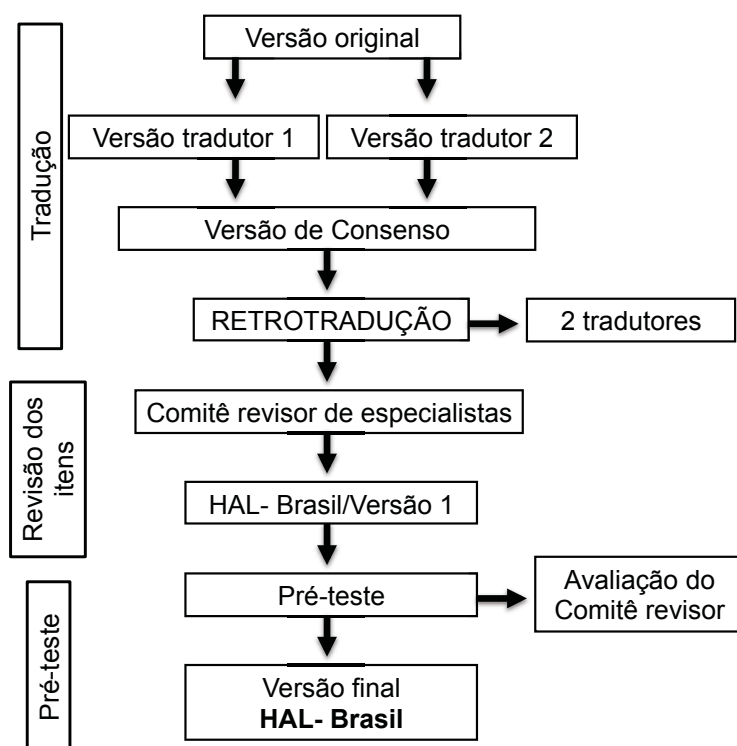 Tradução
Versão original
Versão tradutor 1
Versão tradutor 2
Versão de Consenso
RETROTRADUÇÃO
2 tradutores
Revisão dos
itens
Comitê revisor de especialistas
HAL- Brasil/Versão 1
Pré-teste
Pré-teste
Avaliação do
Comitê revisor
Versão final
HAL- Brasil